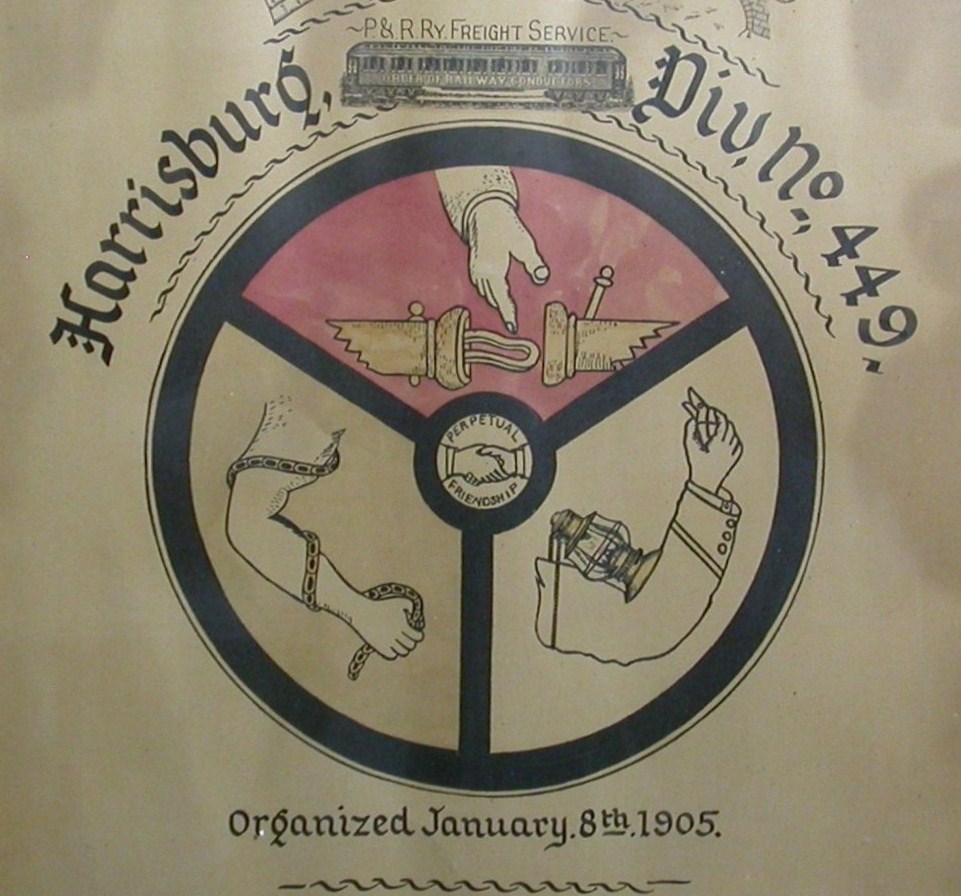 P. & R. RY. FREIGHT SERVICE.
ORDER OF RAILWAY CONDUCTORS
Harrisburg, Div, No. 449.
PERPETUAL
FRIENDSHIP
Organized January. 8th. 1905.